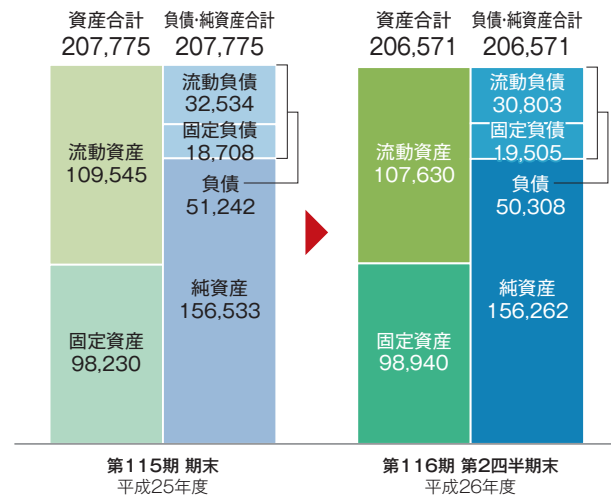 資産合計
207,775
負債・純資産合計
207,775
流動資産
109,545
固定資産
98,230
流動負債
32,534
固定負債
18,708
負債
51,242
純資産
156,533
第115期 期末
平成25年度
資産合計
206,571
負債・純資産合計
206,571
流動資産
107,630
固定資産
98,940
流動負債
30,803
固定負債
19,505
負債
50,308
純資産
156,262
第116期 第2四半期末
平成26年度